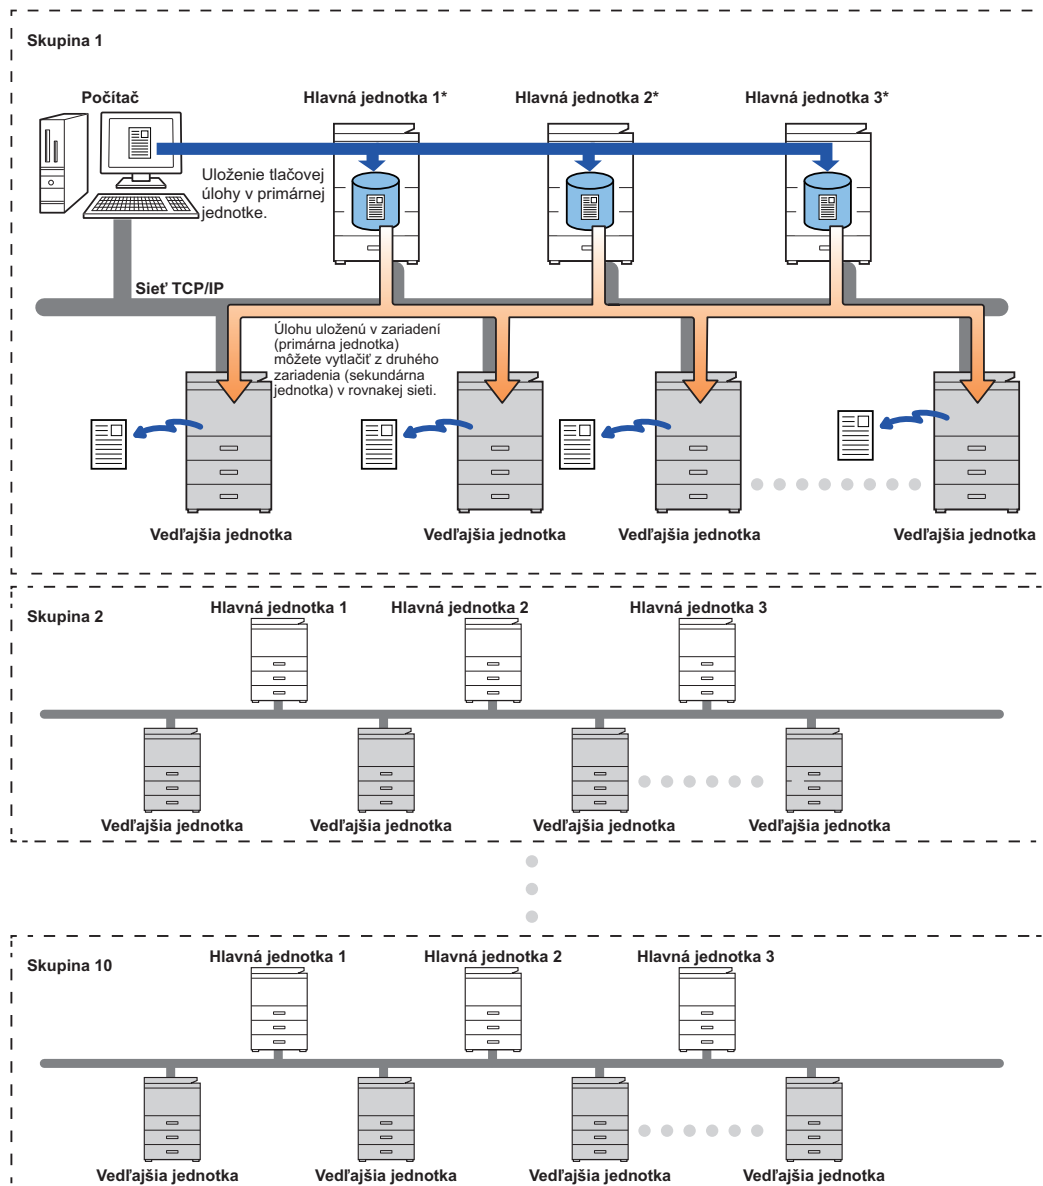 Skupina 1
Počítač
Hlavná jednotka 1*
Hlavná jednotka 2*
Hlavná jednotka 3*
Uloženie tlačovej
úlohy v primárnej
jednotke.
Sieť TCP/IP
Úlohu uloženú v zariadení
(primárna jednotka)
môžete vytlačiť z druhého
zariadenia (sekundárna
jednotka) v rovnakej sieti.
Vedľajšia jednotka
Vedľajšia jednotka
Vedľajšia jednotka
Vedľajšia jednotka
Skupina 2
Hlavná jednotka 1
Hlavná jednotka 2
Hlavná jednotka 3
Vedľajšia jednotka
Vedľajšia jednotka
Vedľajšia jednotka
Vedľajšia jednotka
Skupina 10
Hlavná jednotka 1
Hlavná jednotka 2
Hlavná jednotka 3
Vedľajšia jednotka
Vedľajšia jednotka
Vedľajšia jednotka
Vedľajšia jednotka